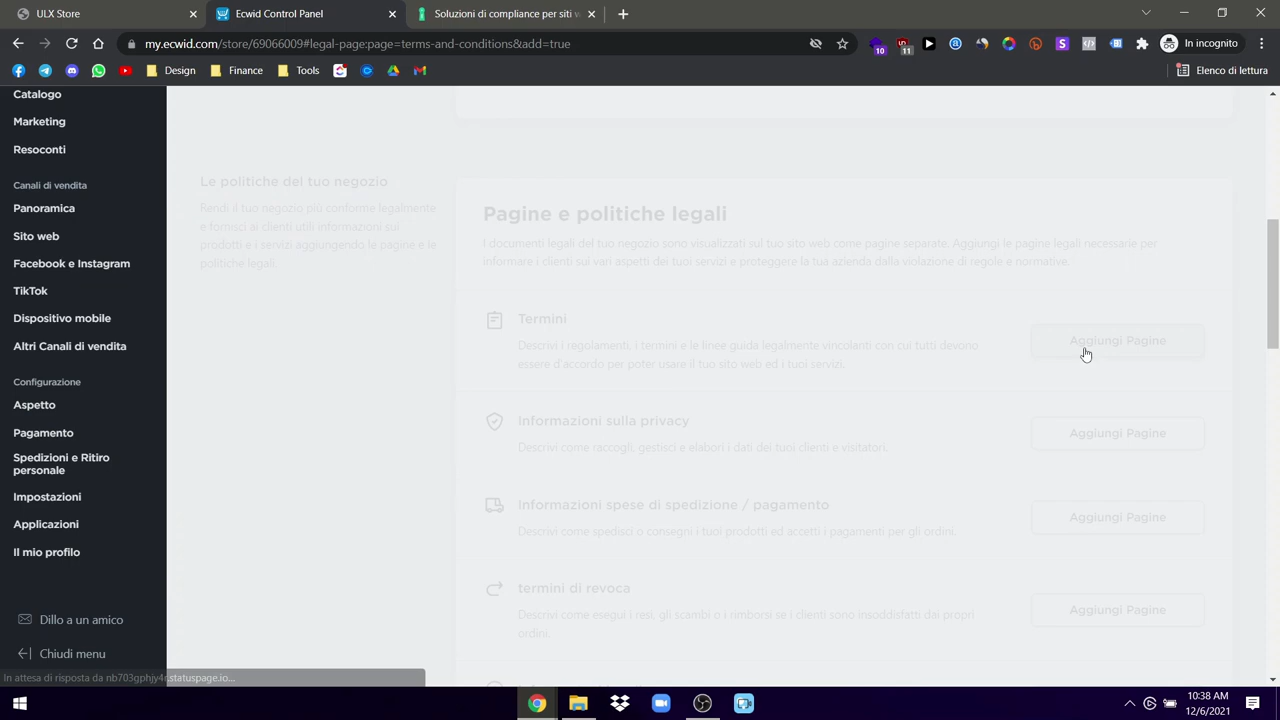 ULX Store
Ecwid Control Panel
Soluzioni di compliance per siti w
my.ecwid.com/store/69066009#legal-page:page=terms-and-conditions&add=true
10
11
In incognito
Design
Finance
Tools
Elenco di lettura
Catalogo
Marketing
Resoconti
Canali di vendita
Panoramica
Sito web
Facebook e Instagram
TikTok
Dispositivo mobile
Altri Canali di vendita
Configurazione
Aspetto
Pagamento
Spedizioni e Ritiro
personale
Impostazioni
Applicazioni
Il mio profilo
Dillo a un amico
Chiudi menu
In attesa di risposta da nb703gphjy4r.statuspage.io...
Le politiche del tuo negozio
Rendi il tuo negozio più conforme legalmente
e fornisci ai clienti utili informazioni sui
prodotti e i servizi aggiungendo le pagine e le
politiche legali.
Pagine e politiche legali
I documenti legali del tuo negozio sono visualizzati sul tuo sito web come pagine separate. Aggiungi le pagine legali necessarie per
informare i clienti sui vari aspetti dei tuoi servizi e proteggere la tua azienda dalla violazione di regole e normative.
Termini
Descrivi i regolamenti, i termini e le linee guida legalmente vincolanti con cui tutti devono
essere d'accordo per poter usare il tuo sito web ed i tuoi servizi.
Aggiungi Pagine
Informazioni sulla privacy
Descrivi come raccogli, gestisci e elabori i dati dei tuoi clienti e visitatori.
Aggiungi Pagine
Informazioni spese di spedizione / pagamento
Descrivi come spedisci o consegni i tuoi prodotti ed accetti i pagamenti per gli ordini.
Aggiungi Pagine
termini di revoca
Descrivi come esegui i resi, gli scambi o i rimborsi se i clienti sono insoddisfatti dai propri
ordini.
Aggiungi Pagine
10:38 AM
12/6/2021